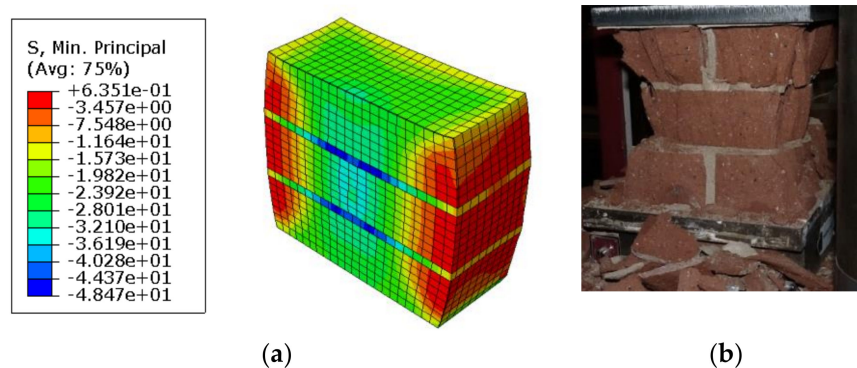 S, Min. Principal
(Avg: 75%)
+6.351e-01
-3.457e+00
-7.548e+00
-1.164e+01
-1.573e+01
-1.982e+01
-2.392e+01
-2.801e+01
-3.210e+01
-3.619e+01
-4.028e+01
-4.437e+01
-4.847e+01
(a)
(b)